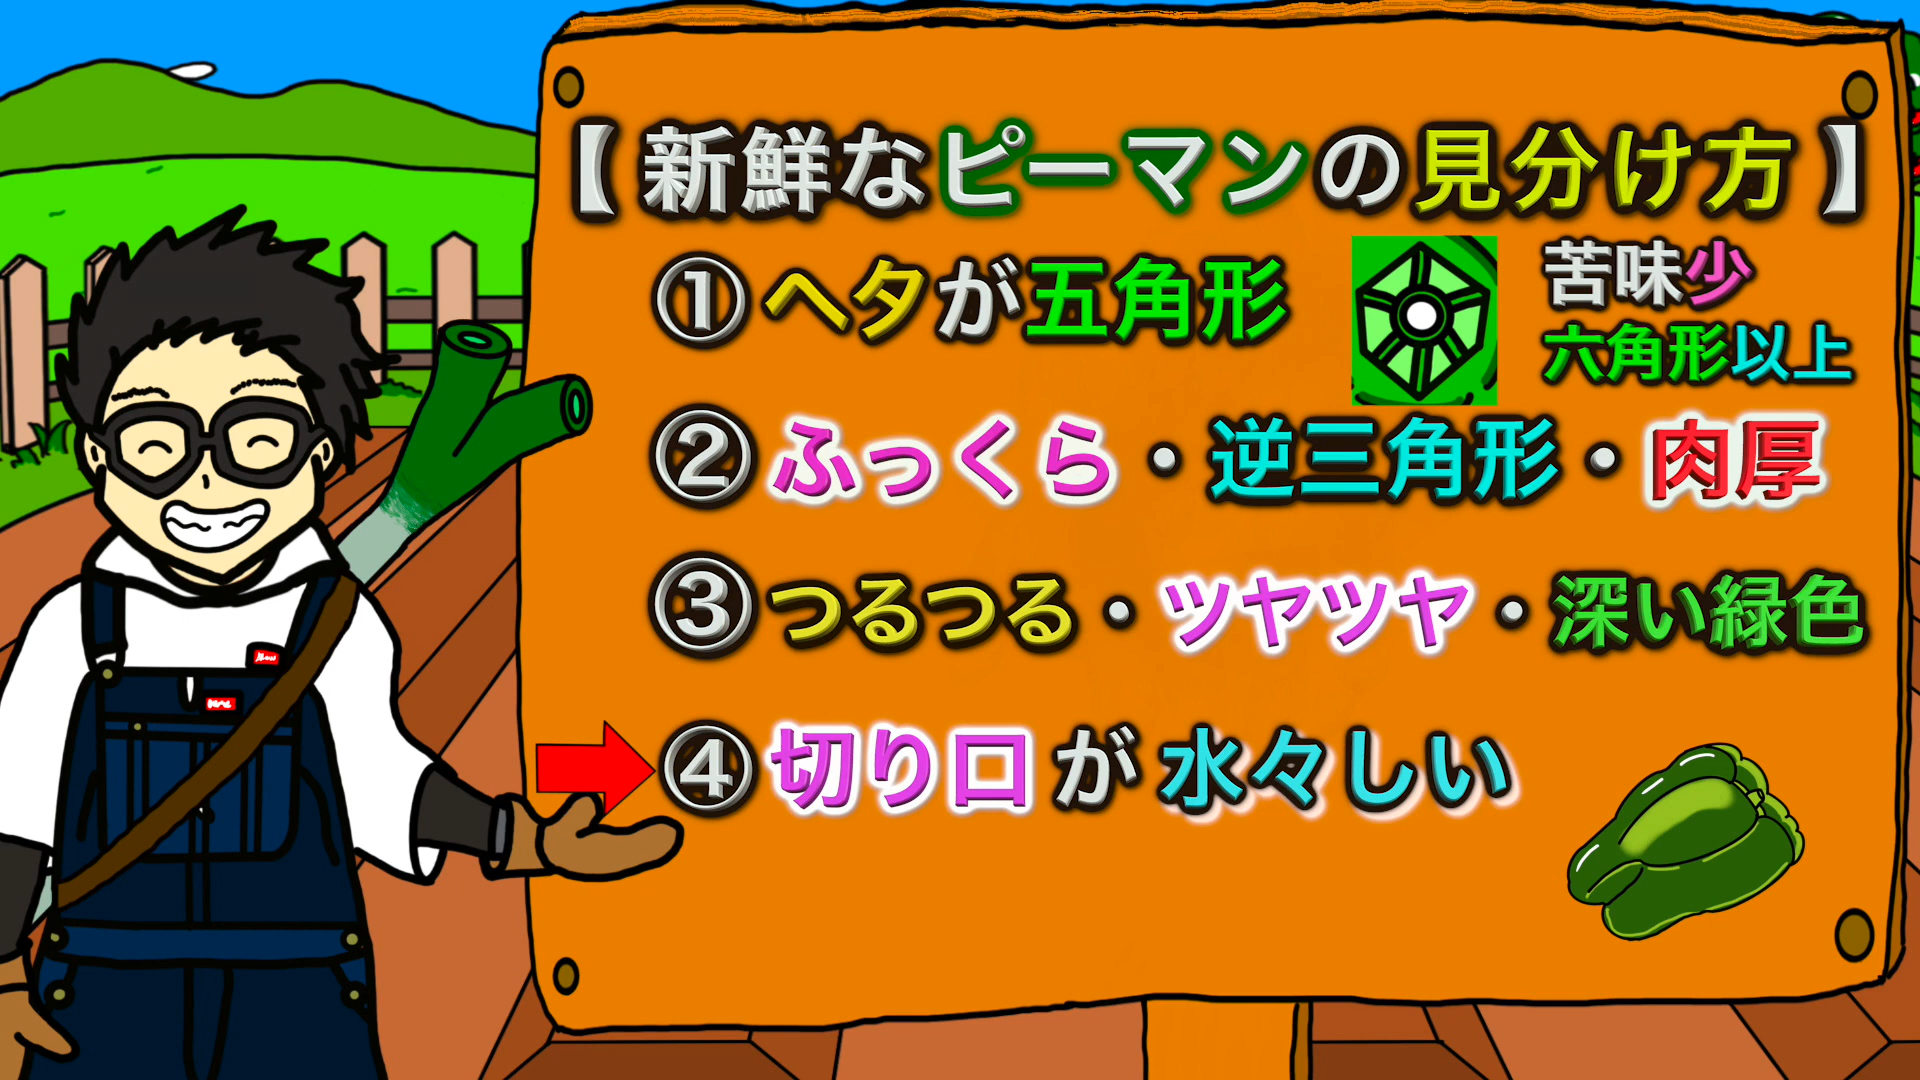 【新鮮なピーマンの見分け方】
①ヘタが五角形
苦味少
六角形以上
②ふっくら・逆三角形・肉厚
③つるつる・ツヤツヤ・深い緑色
④切り口が水々しい